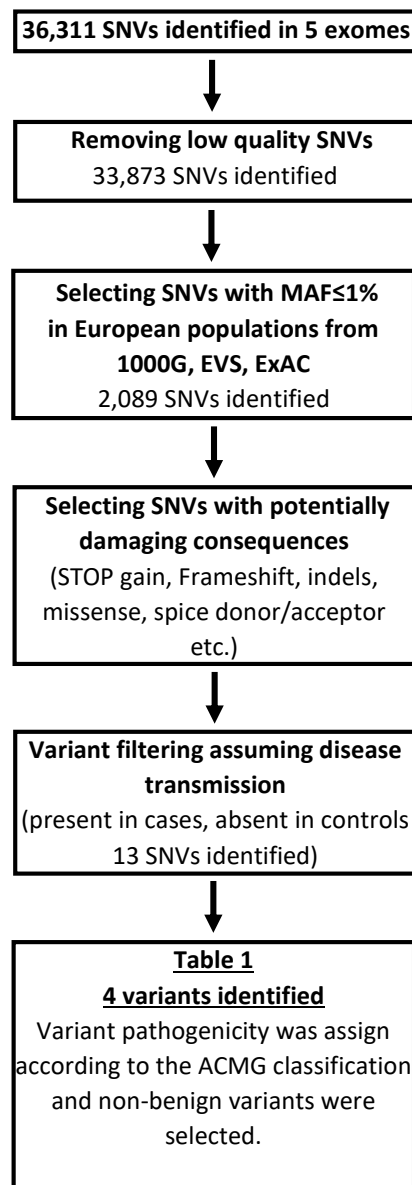 36,311 SNVs identified in 5 exomes
Removing low quality SNVs
33,873 SNVs identified
Selecting SNVs with MAF≤1%
in European populations from
1000G, EVS, ExAC
2,089 SNVs identified
Selecting SNVs with potentially
damaging consequences
(STOP gain, Frameshift, indels,
missense, spice donor/acceptor
etc.)
Variant filtering assuming disease
transmission
(present in cases, absent in controls
13 SNVs identified)
Table 1
4 variants identified
Variant pathogenicity was assign
according to the ACMG classification
and non-benign variants were
selected.